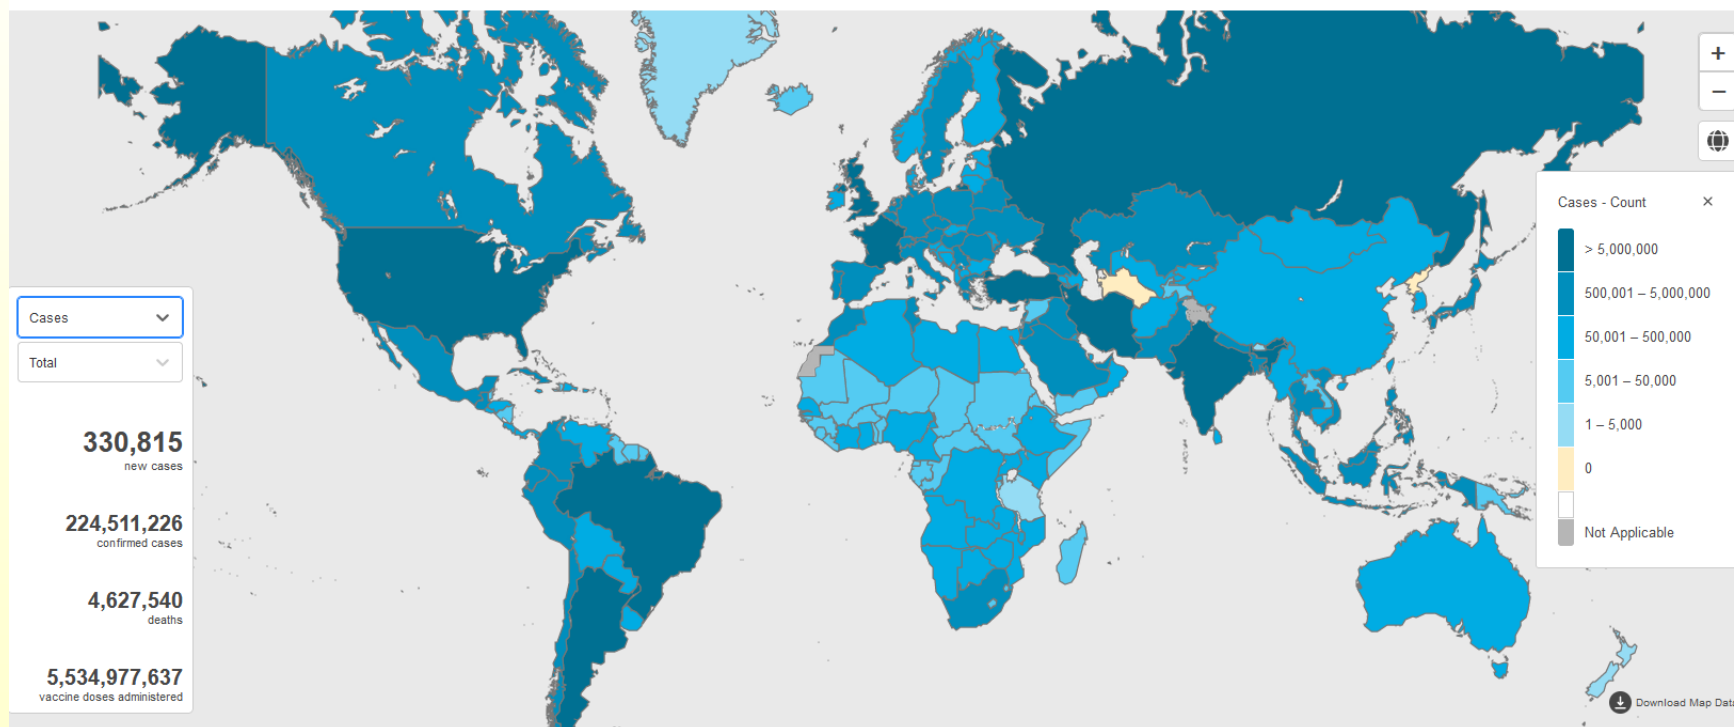 Cases
Total
330,815
new cases
224,511,226
confirmed cases
4,627,540
deaths
5,534,977,637
vaccine doses administered
+
−
Cases - Count ×
> 5,000,000
500,001 – 5,000,000
50,001 – 500,000
5,001 – 50,000
1 – 5,000
0
Not Applicable
Download Map Data